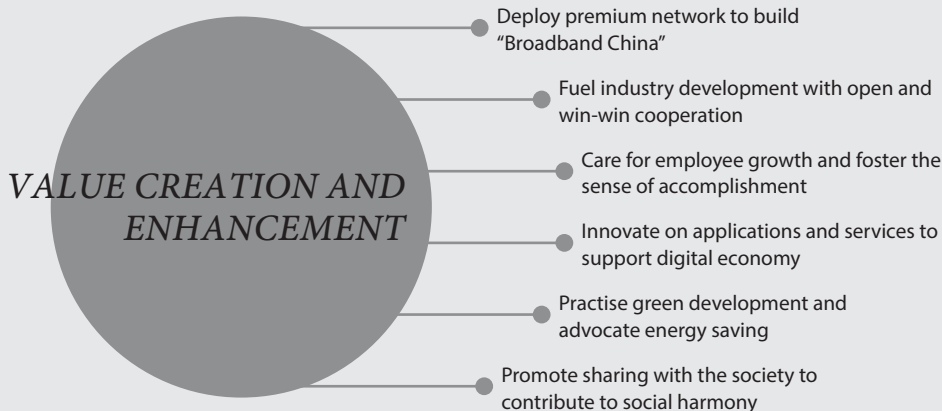 Deploy premium network to build
“Broadband China”
Fuel industry development with open and
win-win cooperation
VALUE CREATION AND
ENHANCEMENT
Care for employee growth and foster the
sense of accomplishment
Innovate on applications and services to
support digital economy
Practise green development and
advocate energy saving
Promote sharing with the society to
contribute to social harmony